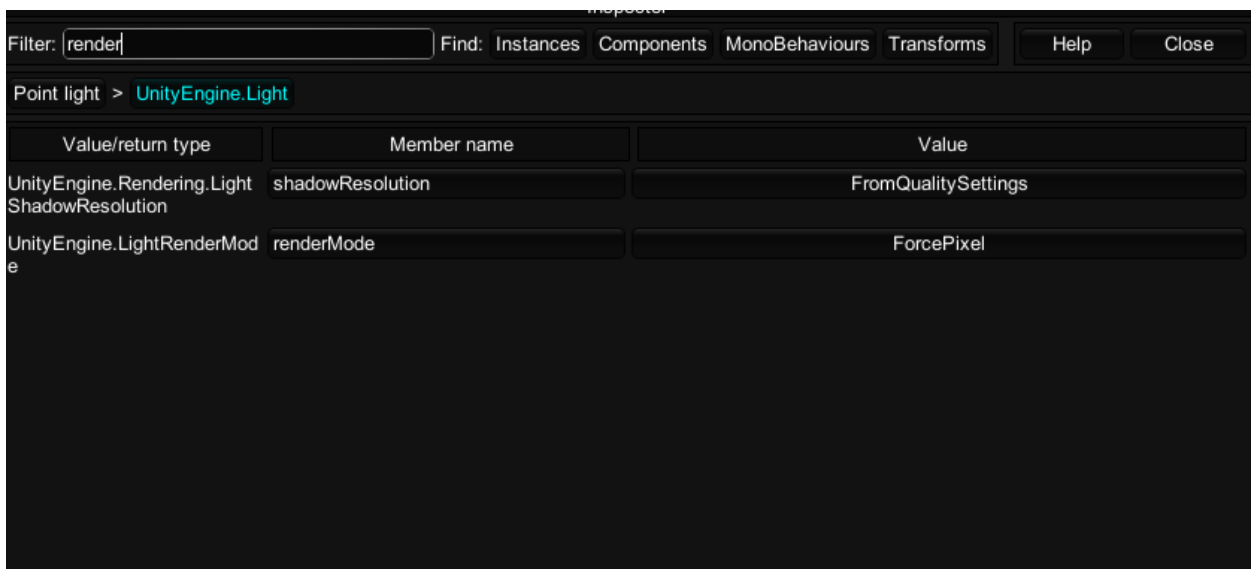 Inspector
Filter: render Find: Instances Components MonoBehaviours Transforms Help Close
Point light > UnityEngine.Light
Value/return type Member name Value
UnityEngine.Rendering.Light shadowResolution FromQualitySettings
ShadowResolution
UnityEngine.LightRenderMod renderMode ForcePixel
e